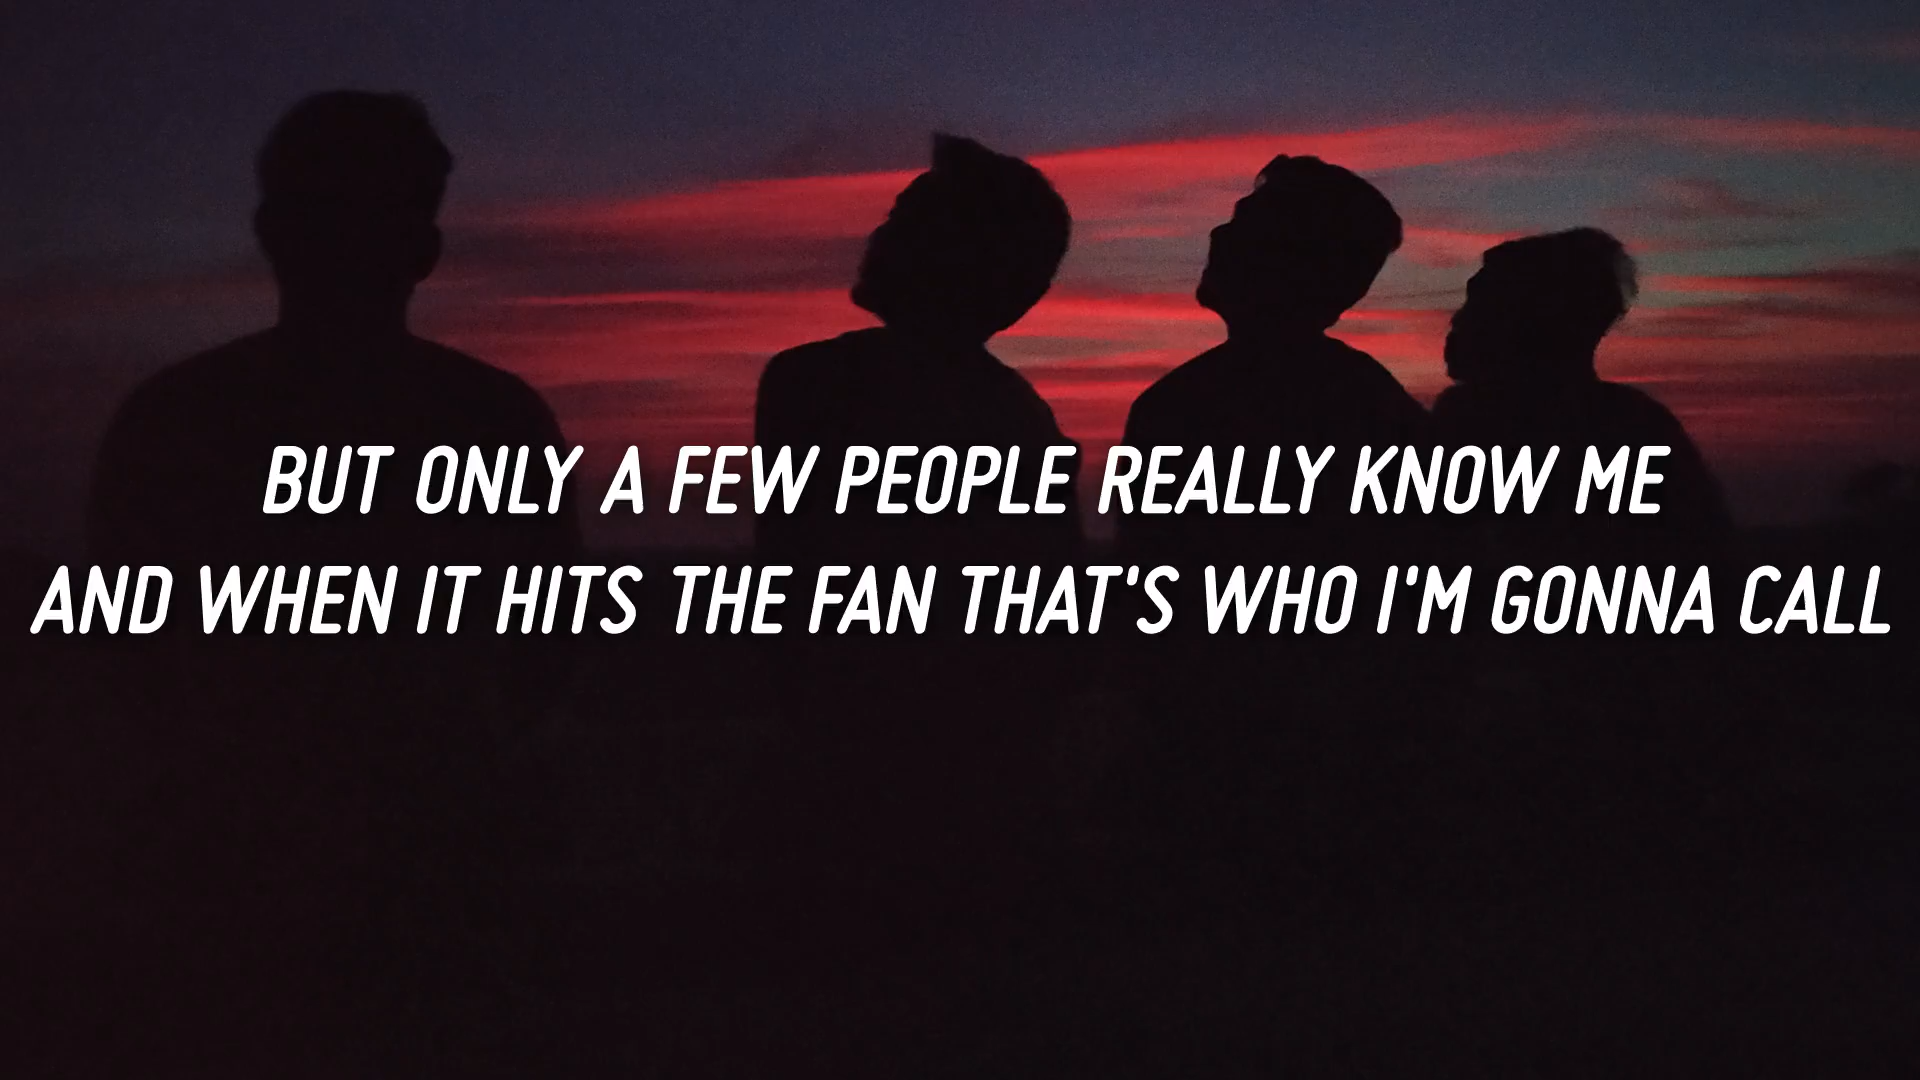 BUT ONLY A FEW PEOPLE REALLY KNOW ME
AND WHEN IT HITS THE FAN THAT'S WHO I'M GONNA CALL